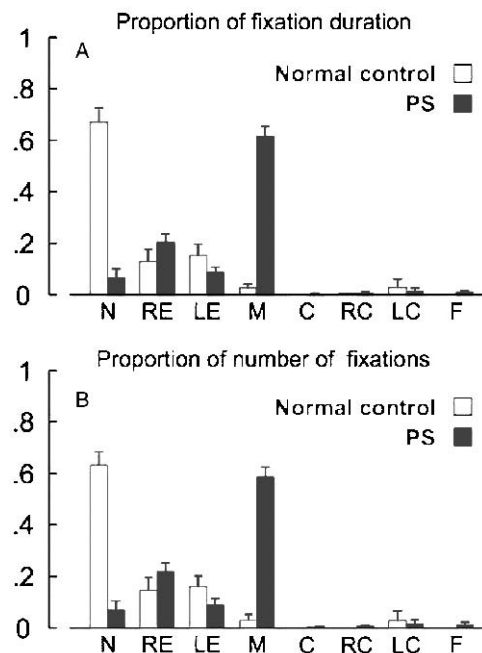 Proportion of fixation duration
1
A
Normal control
.8
PS
.6
.4
.2
0
N RE LE M C RC LC F
Proportion of number of fixations
1
B
Normal control
.8
PS
.6
.4
.2
0
N RE LE M C RC LC F